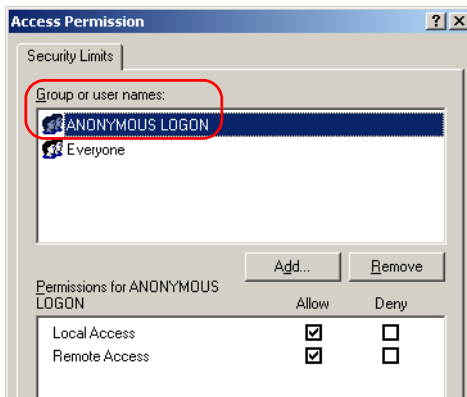 Access Permission ? X
Security Limits
Group or user names:
ANONYMOUS LOGON
Everyone
Add... Remove
Permissions for ANONYMOUS
LOGON Allow Deny
Local Access
Remote Access